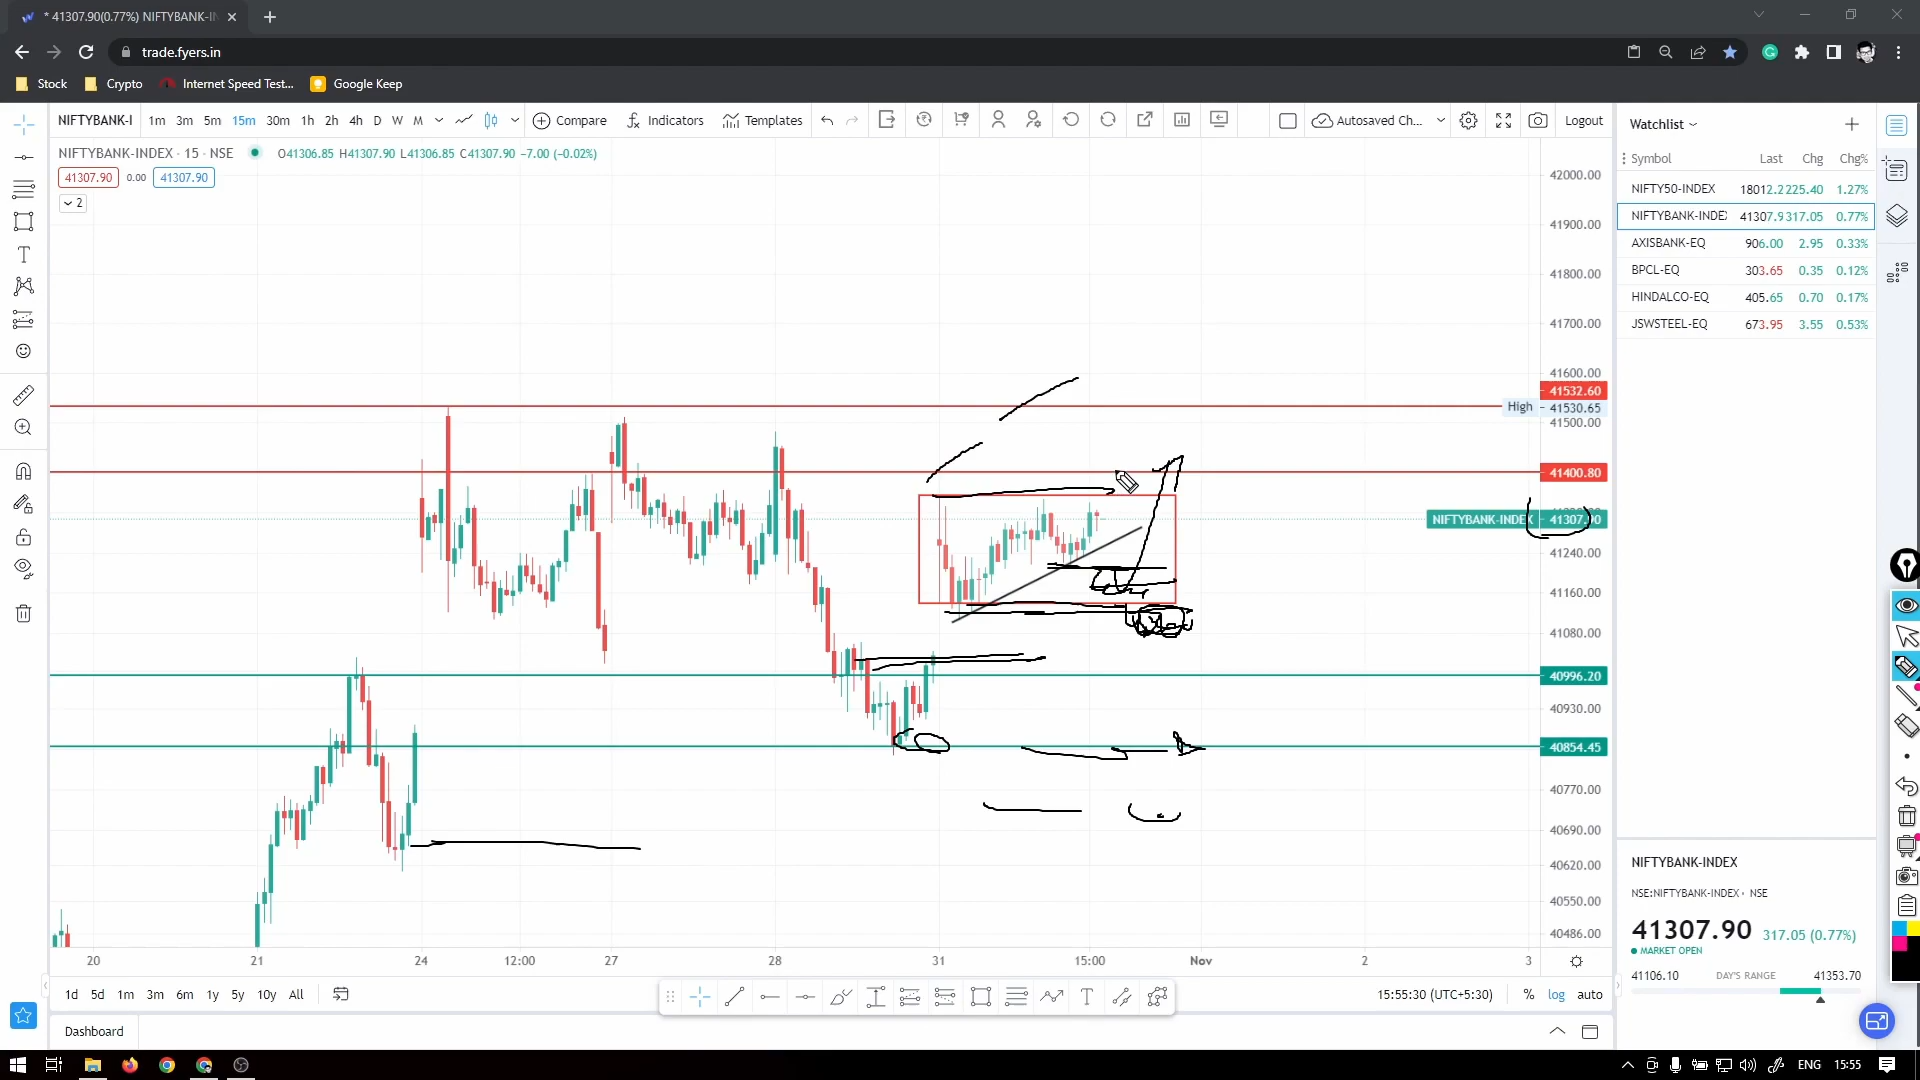 * 41307.90(0.77%) NIFTYBANK-IN
trade.fyers.in
Stock Crypto Internet Speed Test... Google Keep
NIFTYBANK-I 1m 3m 5m 15m 30m 1h 2h 4h D W M Compare Indicators Templates Autosaved Ch... Logout
NIFTYBANK-INDEX · 15 · NSE O41306.85 H41307.90 L41306.85 C41307.90 −7.00 (−0.02%)
41307.90 0.00 41307.90
2
42000.00
41900.00
41800.00
41700.00
41600.00
41532.60
High 41530.65
41500.00
41400.80
NIFTYBANK-INDEX 41307.90
41240.00
41160.00
41080.00
40996.20
40930.00
40854.45
40770.00
40690.00
40620.00
40550.00
40486.00
20 21 24 12:00 27 28 31 15:00 Nov 2 3
1d 5d 1m 3m 6m 1y 5y 10y All
15:55:30 (UTC+5:30) % log auto
Dashboard
Watchlist
Symbol Last Chg Chg%
NIFTY50-INDEX 18012.2 225.40 1.27%
NIFTYBANK-INDE 41307.9 317.05 0.77%
AXISBANK-EQ 906.00 2.95 0.33%
BPCL-EQ 303.65 0.35 0.12%
HINDALCO-EQ 405.65 0.70 0.17%
JSWSTEEL-EQ 673.95 3.55 0.53%
NIFTYBANK-INDEX
NSE:NIFTYBANK-INDEX · NSE
41307.90 317.05 (0.77%)
MARKET OPEN
41106.10 DAY'S RANGE 41353.70
ENG 15:55